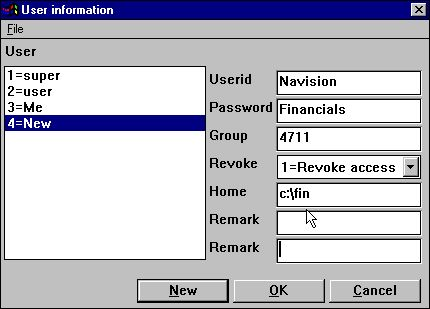 User information
File
User
1=super
2=user
3=Me
4=New
Userid Navision
Password Financials
Group 4711
Revoke 1=Revoke access
Home c:\fin
Remark
Remark
New OK Cancel